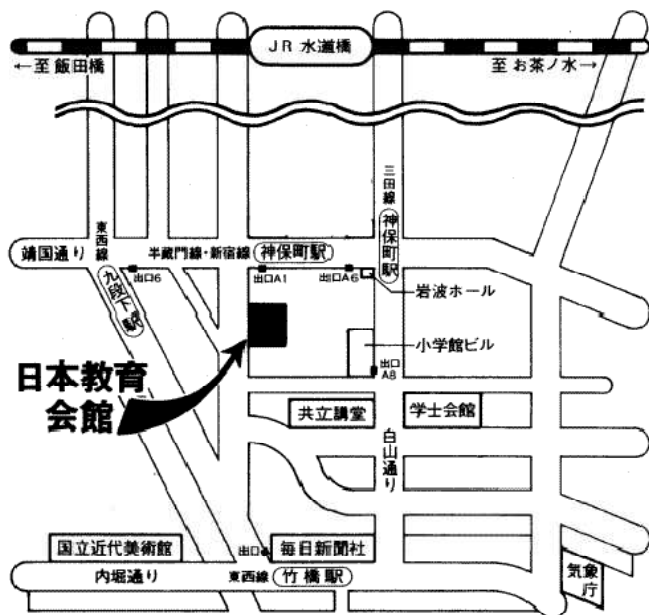 JR 水道橋
←至 飯田橋
至 お茶ノ水→
三田線
神保町駅
東西線
靖国通り
半蔵門線・新宿線
神保町駅
九段下駅
出口6
出口A1
出口A6
岩波ホール
小学館ビル
出口
A8
日本教育
会館
共立講堂
学士会館
白山通り
国立近代美術館
出口
毎日新聞社
内堀通り
東西線
竹橋駅
気象
庁